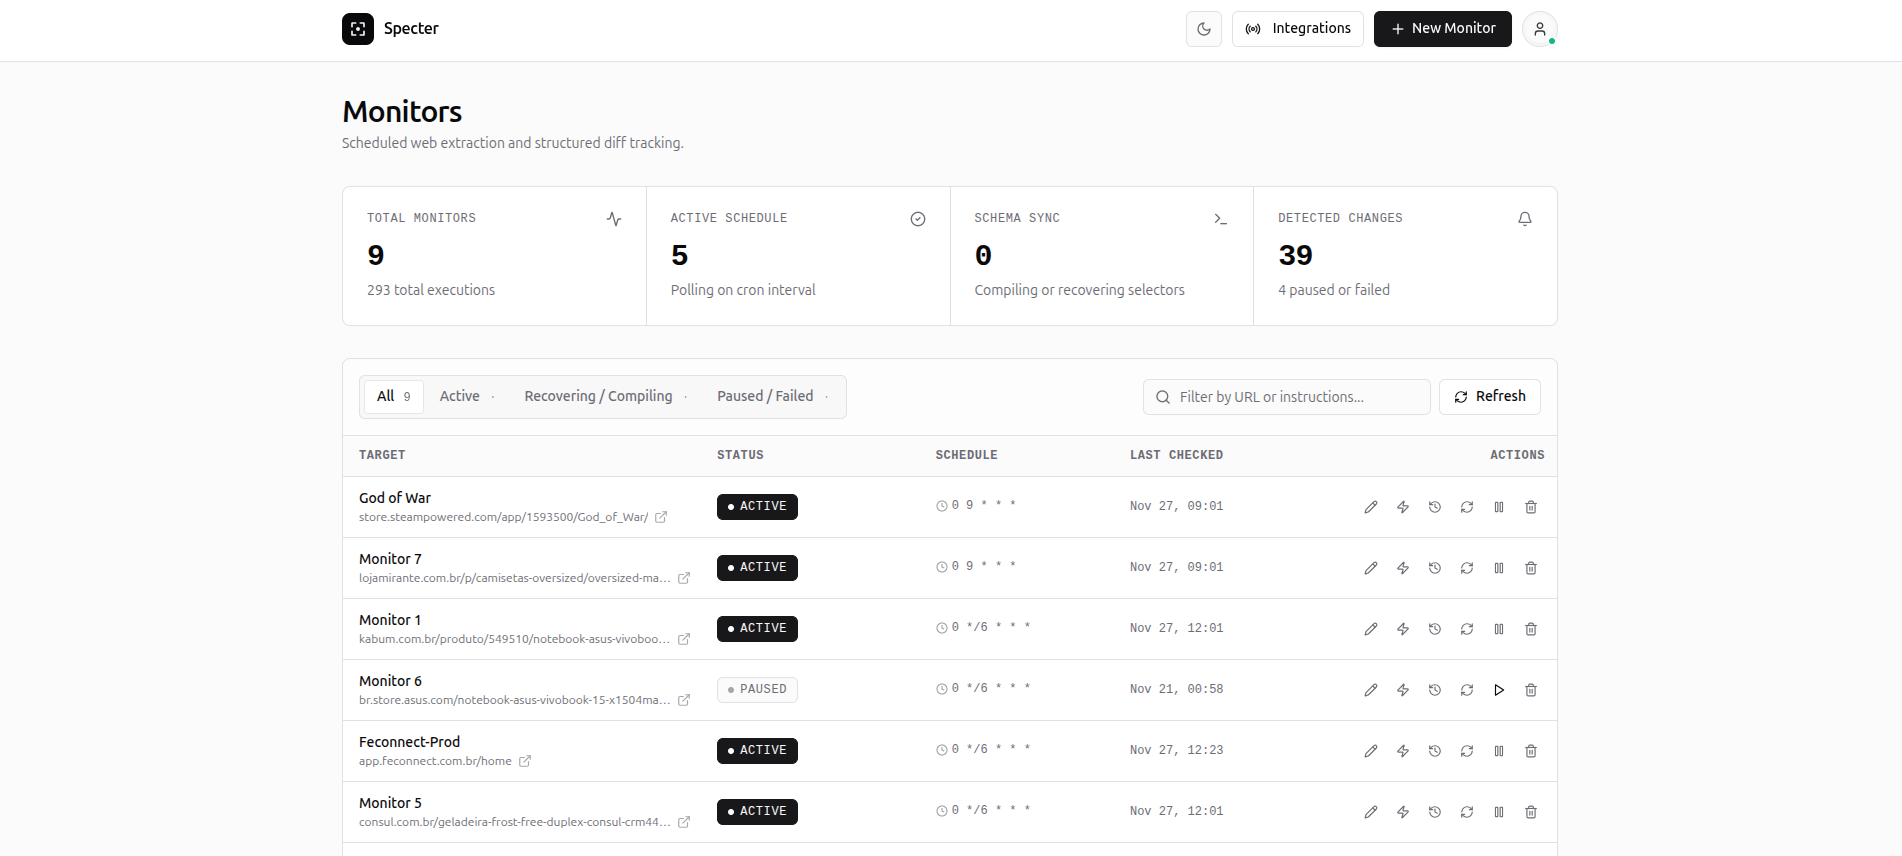 Specter
Integrations
New Monitor
Monitors
Scheduled web extraction and structured diff tracking.
TOTAL MONITORS
9
293 total executions
ACTIVE SCHEDULE
5
Polling on cron interval
SCHEMA SYNC
0
Compiling or recovering selectors
DETECTED CHANGES
39
4 paused or failed
All 9
Active ·
Recovering / Compiling ·
Paused / Failed ·
Filter by URL or instructions...
Refresh
TARGET STATUS SCHEDULE LAST CHECKED ACTIONS
God of War
store.steampowered.com/app/1593500/God_of_War/
ACTIVE
0 9 * * *
Nov 27, 09:01
Monitor 7
lojamirante.com.br/p/camisetas-oversized/oversized-ma...
ACTIVE
0 9 * * *
Nov 27, 09:01
Monitor 1
kabum.com.br/produto/549510/notebook-asus-vivoboo...
ACTIVE
0 */6 * * *
Nov 27, 12:01
Monitor 6
br.store.asus.com/notebook-asus-vivobook-15-x1504ma...
PAUSED
0 */6 * * *
Nov 21, 00:58
Feconnect-Prod
app.feconnect.com.br/home
ACTIVE
0 */6 * * *
Nov 27, 12:23
Monitor 5
consul.com.br/geladeira-frost-free-duplex-consul-crm44...
ACTIVE
0 */6 * * *
Nov 27, 12:01